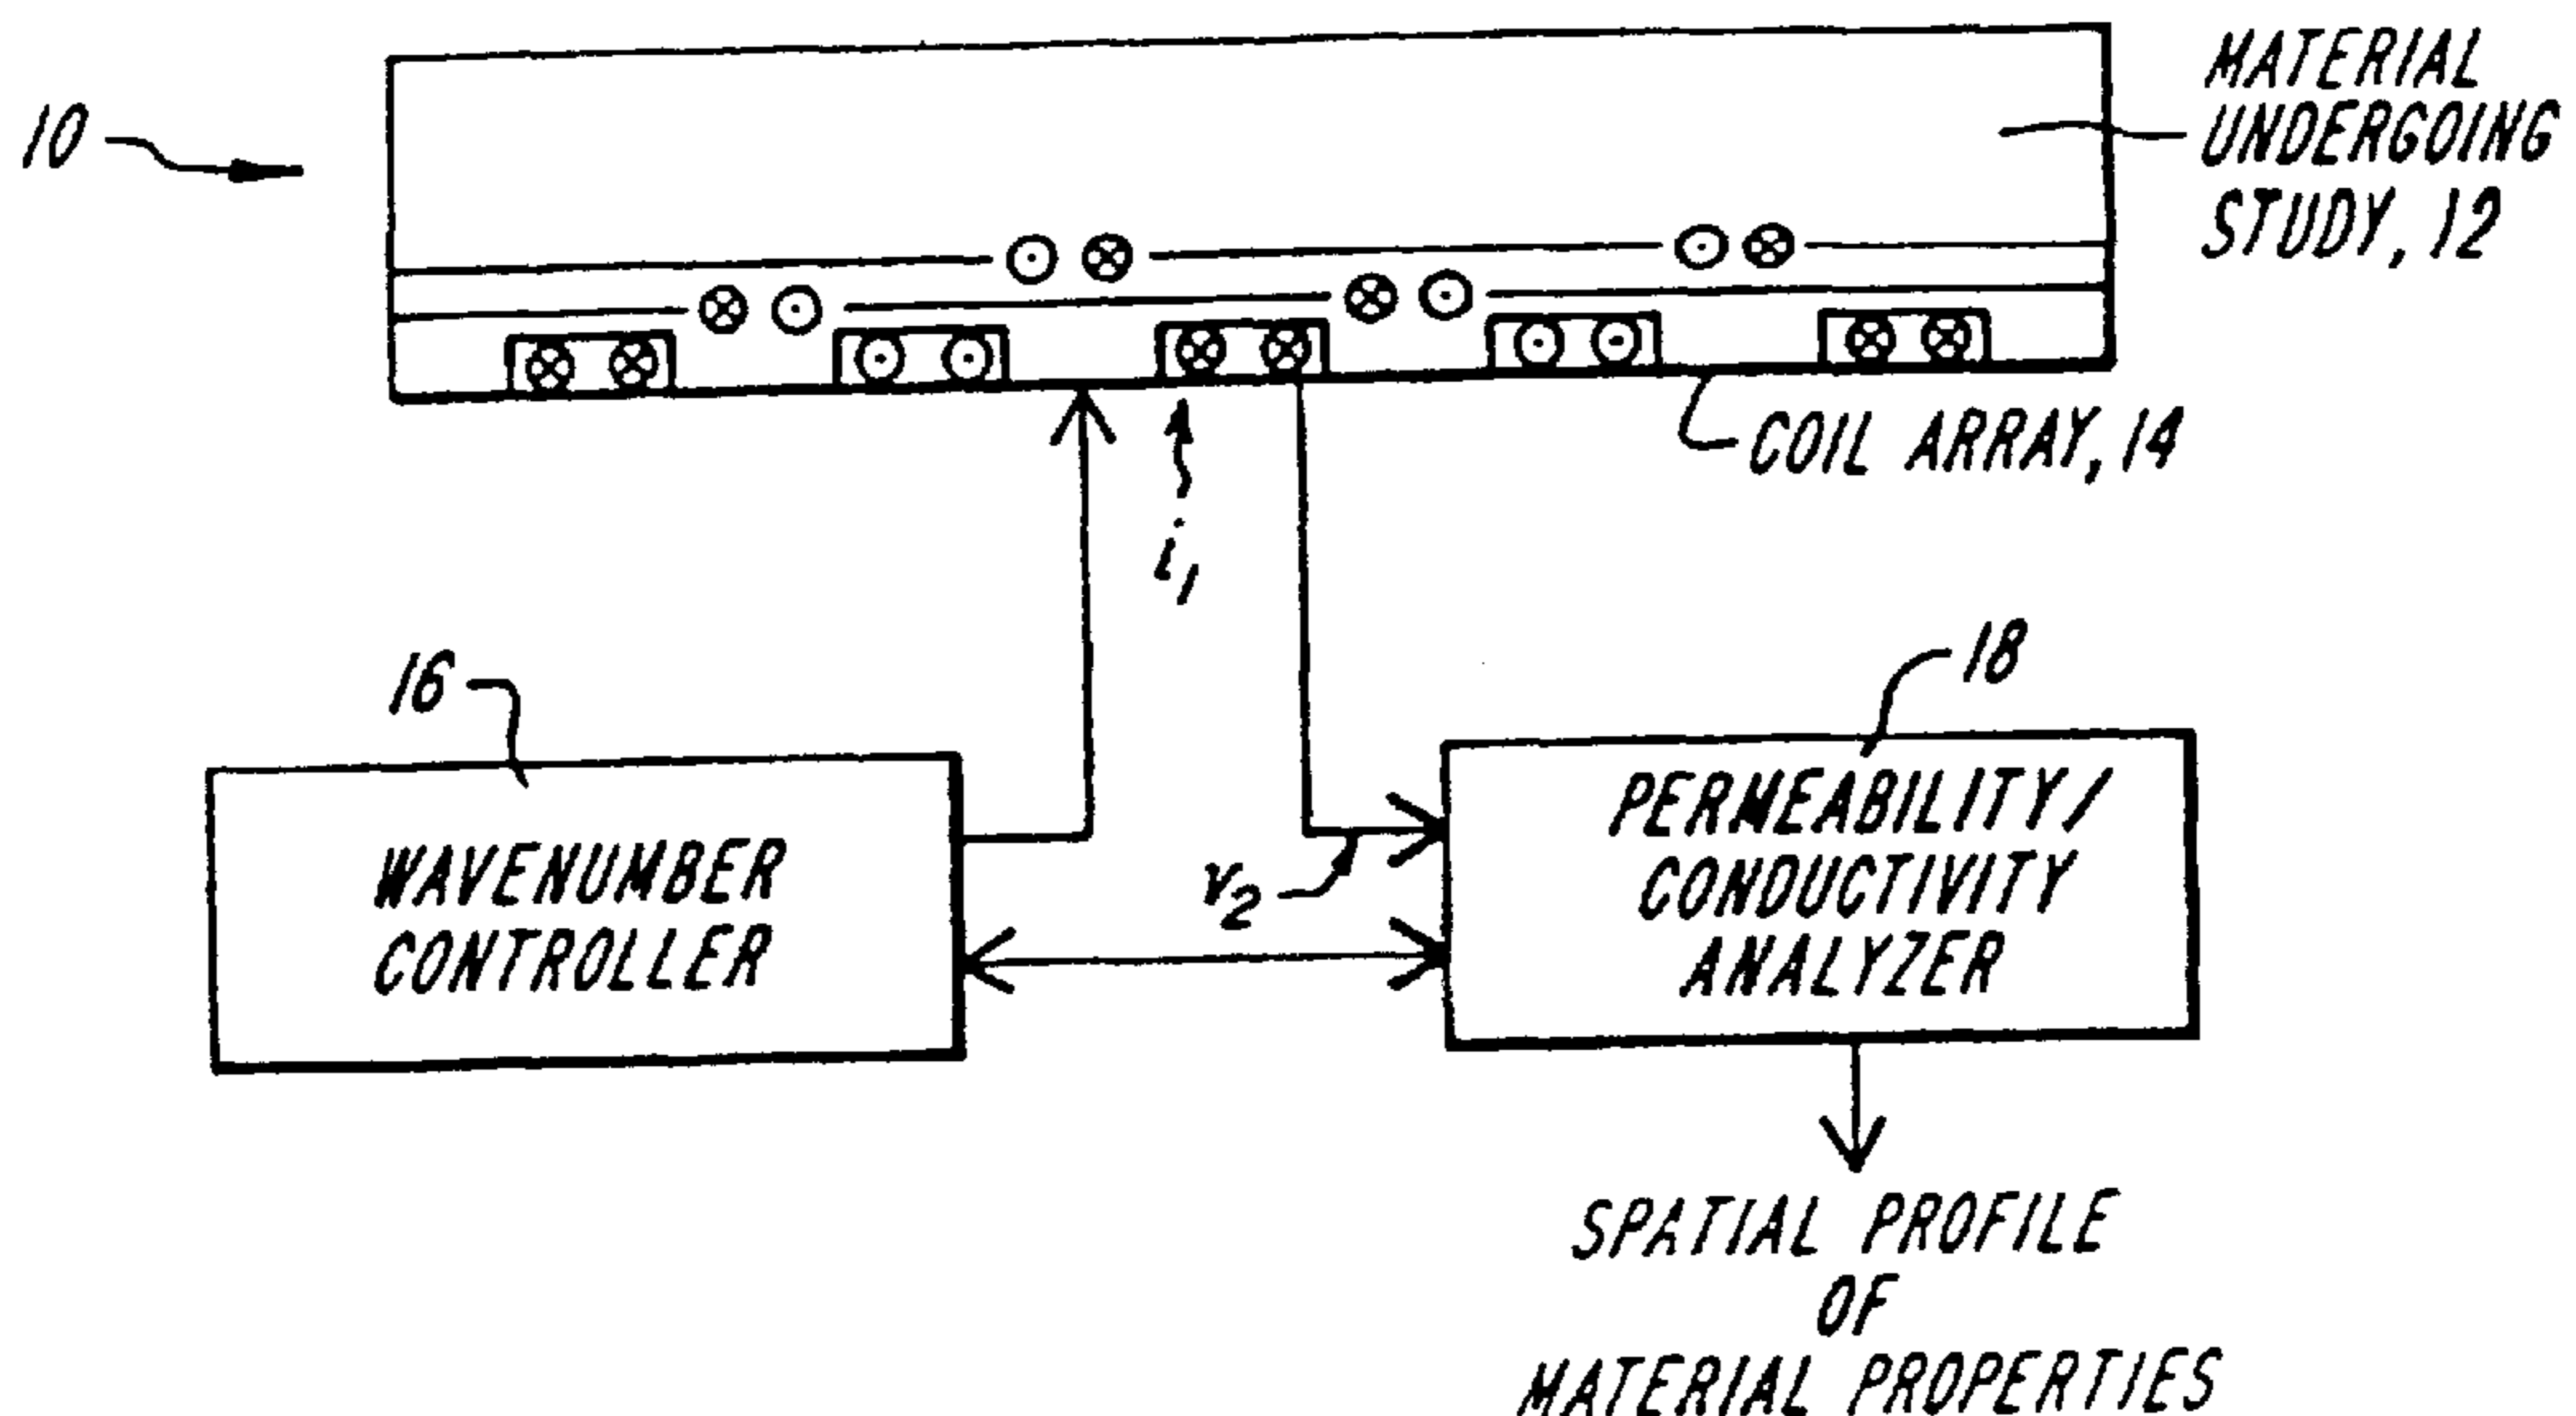 10
MATERIAL
UNDERGOING
STUDY, 12
COIL ARRAY, 14
i1
16
18
WAVENUMBER
CONTROLLER
v2
PERMEABILITY/
CONDUCTIVITY
ANALYZER
SPATIAL PROFILE
OF
MATERIAL PROPERTIES